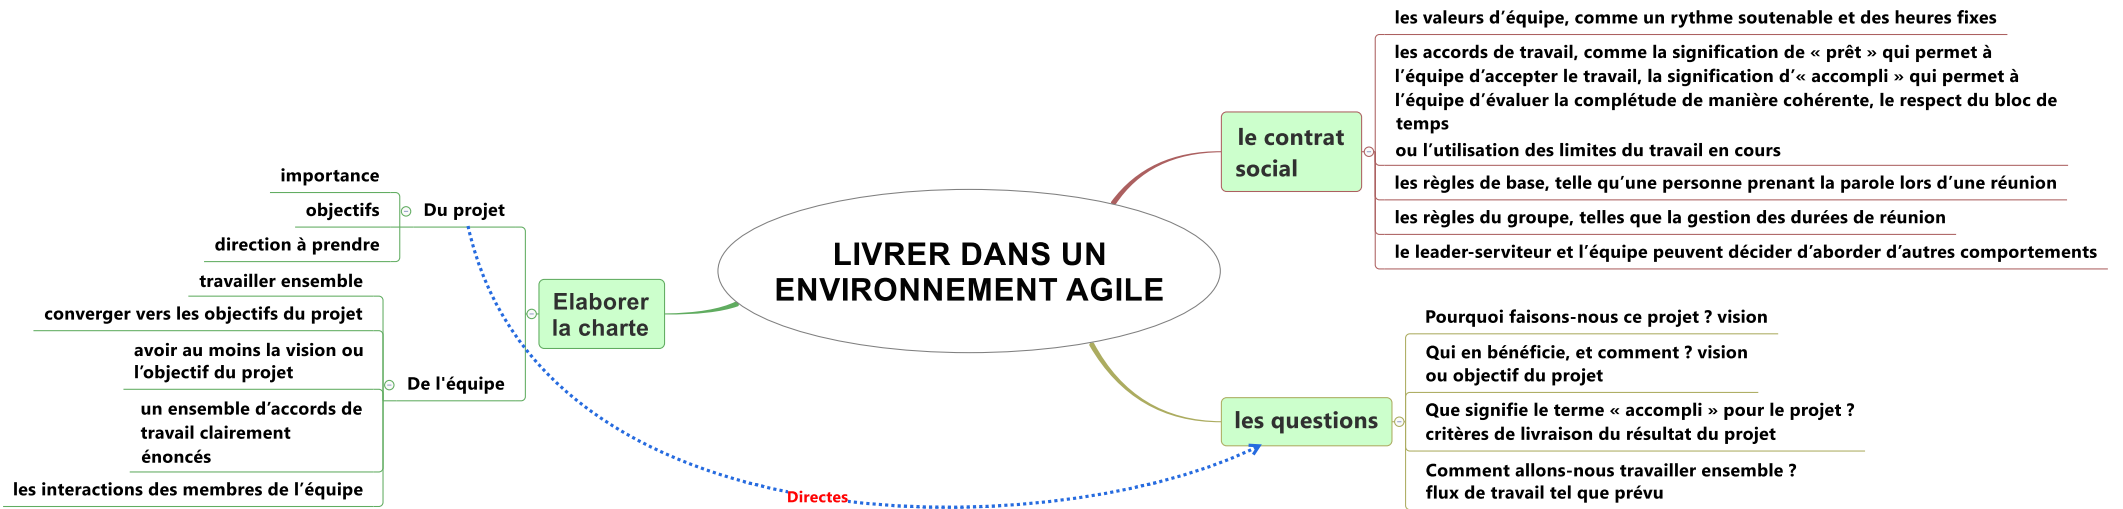 LIVRER DANS UN
ENVIRONNEMENT AGILE
le contrat
social
les valeurs d’équipe, comme un rythme soutenable et des heures fixes
les accords de travail, comme la signification de « prêt » qui permet à
l’équipe d’accepter le travail, la signification d’« accompli » qui permet à
l’équipe d’évaluer la complétude de manière cohérente, le respect du bloc de
temps
ou l’utilisation des limites du travail en cours
les règles de base, telle qu’une personne prenant la parole lors d’une réunion
les règles du groupe, telles que la gestion des durées de réunion
le leader-serviteur et l’équipe peuvent décider d’aborder d’autres comportements
les questions
Pourquoi faisons-nous ce projet ? vision
Qui en bénéficie, et comment ? vision
ou objectif du projet
Que signifie le terme « accompli » pour le projet ?
critères de livraison du résultat du projet
Comment allons-nous travailler ensemble ?
flux de travail tel que prévu
Elaborer
la charte
Du projet
importance
objectifs
direction à prendre
De l'équipe
travailler ensemble
converger vers les objectifs du projet
avoir au moins la vision ou
l’objectif du projet
un ensemble d’accords de
travail clairement
énoncés
les interactions des membres de l’équipe
Directes